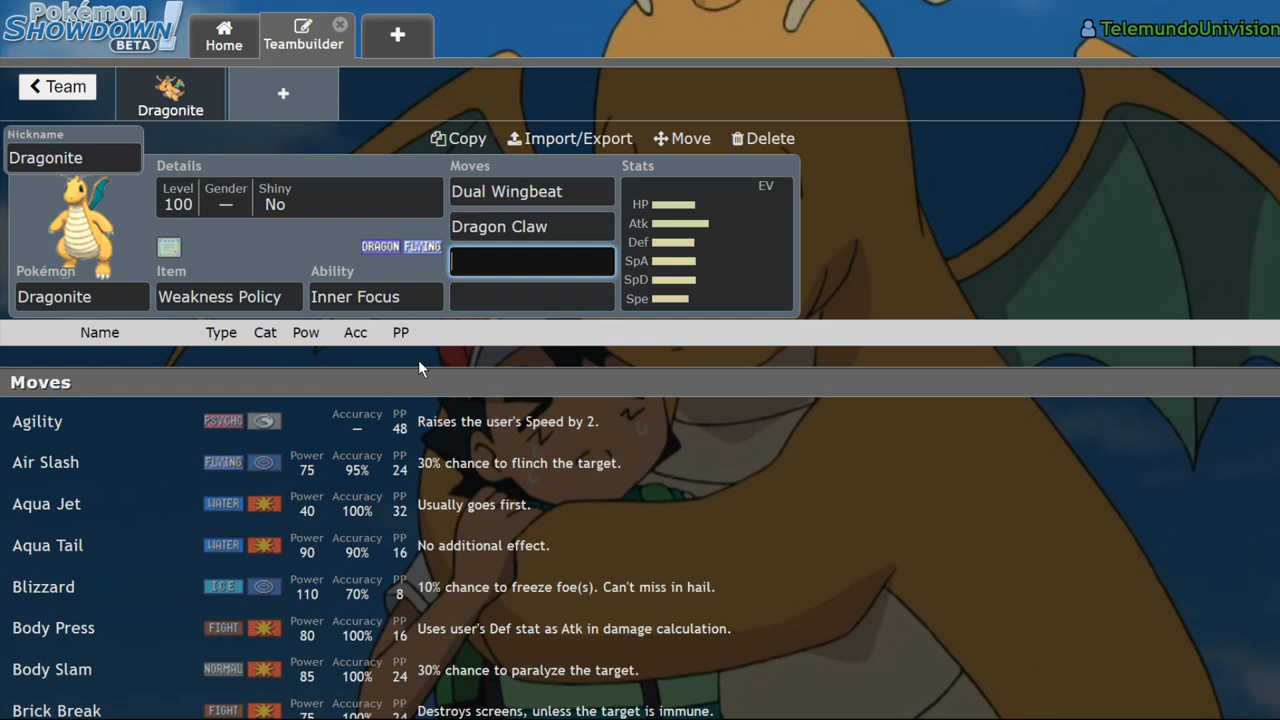 Pokémon
SHOWDOWN!
BETA
Home
Teambuilder
+
TelemundoUnivision
Team
Dragonite
+
Copy
Import/Export
Move
Delete
Nickname
Dragonite
Details
Level
100
Gender
—
Shiny
No
DRAGON FLYING
Pokémon
Dragonite
Item
Weakness Policy
Ability
Inner Focus
Moves
Dual Wingbeat
Dragon Claw
Stats
EV
HP
Atk
Def
SpA
SpD
Spe
Name Type Cat Pow Acc PP
Moves
Agility PSYCHC Accuracy — PP 48 Raises the user's Speed by 2.
Air Slash FLYING Power 75 Accuracy 95% PP 24 30% chance to flinch the target.
Aqua Jet WATER Power 40 Accuracy 100% PP 32 Usually goes first.
Aqua Tail WATER Power 90 Accuracy 90% PP 16 No additional effect.
Blizzard ICE Power 110 Accuracy 70% PP 8 10% chance to freeze foe(s). Can't miss in hail.
Body Press FIGHT Power 80 Accuracy 100% PP 16 Uses user's Def stat as Atk in damage calculation.
Body Slam NORMAL Power 85 Accuracy 100% PP 24 30% chance to paralyze the target.
Brick Break FIGHT Power 75 Accuracy 100% PP 24 Destroys screens, unless the target is immune.